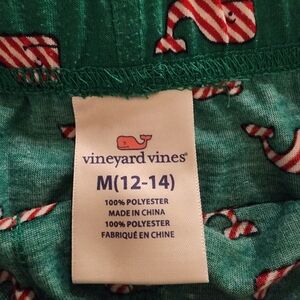 vineyard vines®
M(12-14)
100% POLYESTER
MADE IN CHINA
100% POLYESTER
FABRIQUÉ EN CHINE